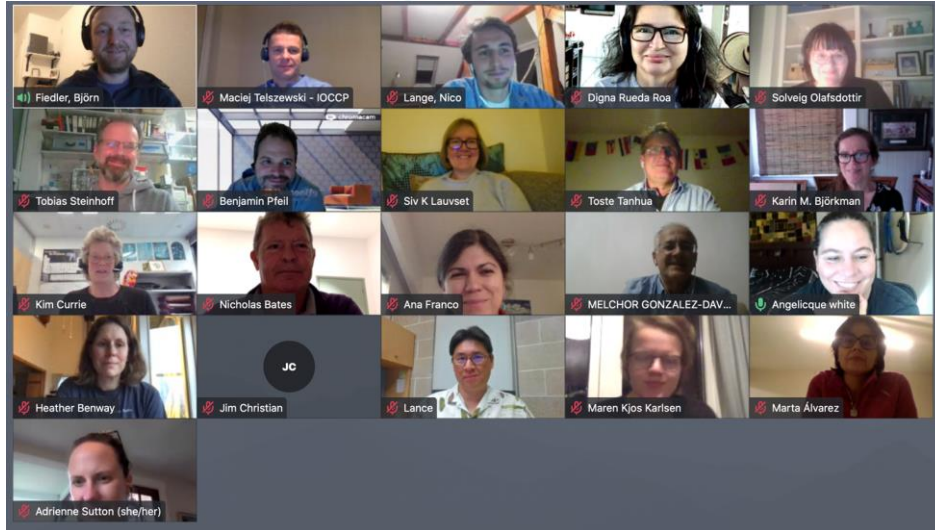 chromacam
Fiedler, Björn
Maciej Telszewski - IOCCP
Lange, Nico
Digna Rueda Roa
Solveig Olafsdottir
Tobias Steinhoff
Benjamin Pfeil
Siv K Lauvset
Toste Tanhua
Karin M. Björkman
Kim Currie
Nicholas Bates
Ana Franco
MELCHOR GONZALEZ-DAV...
Angelicque white
JC
Heather Benway
Jim Christian
Lance
Maren Kjos Karlsen
Marta Álvarez
Adrienne Sutton (she/her)